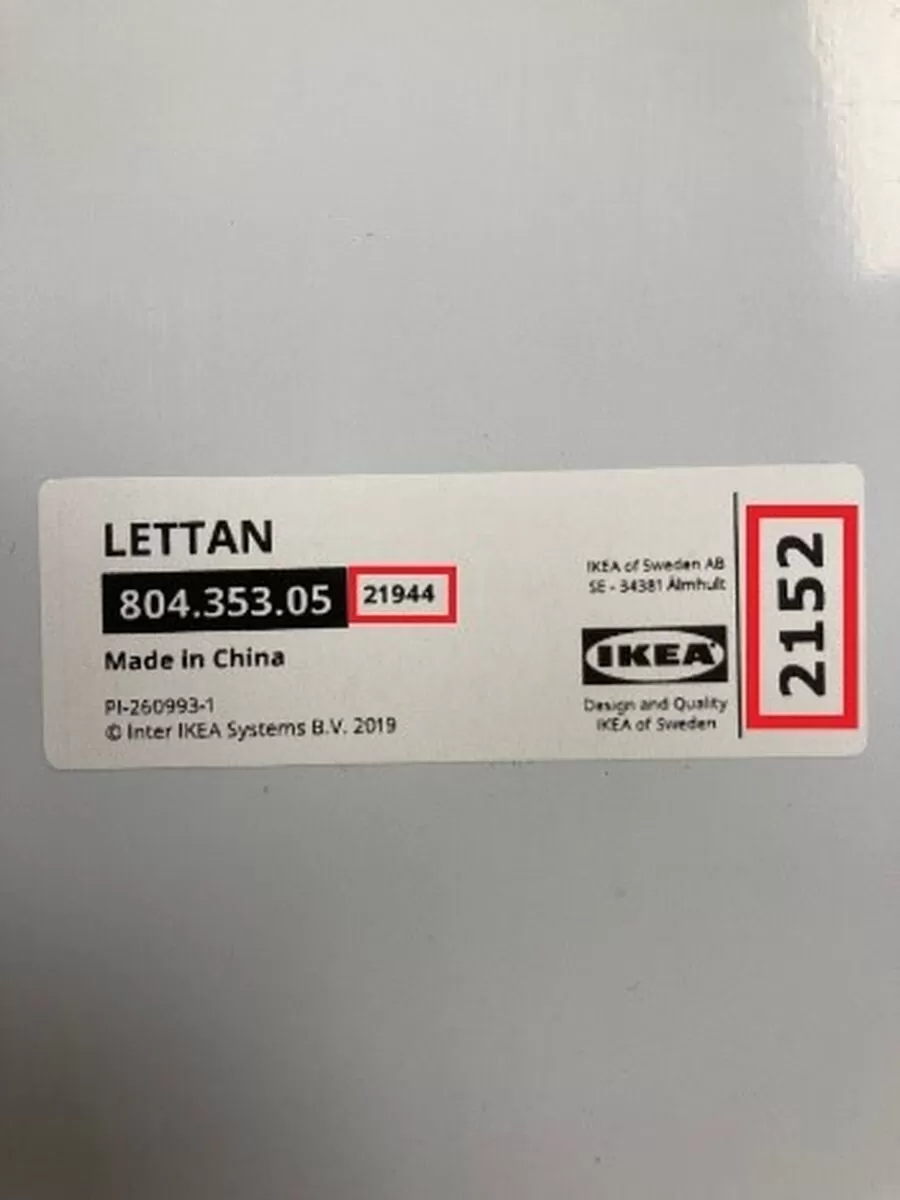 LETTAN
804.353.05 21944
Made in China
PI-260993-1
© Inter IKEA Systems B.V. 2019
IKEA of Sweden AB
SE - 34381 Älmhult
IKEA
Design and Quality
IKEA of Sweden
2152